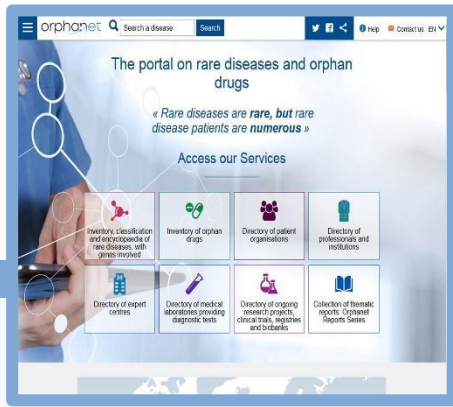 orphanet
Search a disease
Search
Help
Contact us
EN
The portal on rare diseases and orphan
drugs
« Rare diseases are rare, but rare
disease patients are numerous »
Access our Services
Inventory, classification
and encyclopaedia of
rare diseases, with
genes involved
Inventory of orphan
drugs
Directory of patient
organisations
Directory of
professionals and
institutions
Directory of expert
centres
Directory of medical
laboratories providing
diagnostic tests
Directory of ongoing
research projects,
clinical trials, registries
and biobanks
Collection of thematic
reports: Orphanet
Reports Series